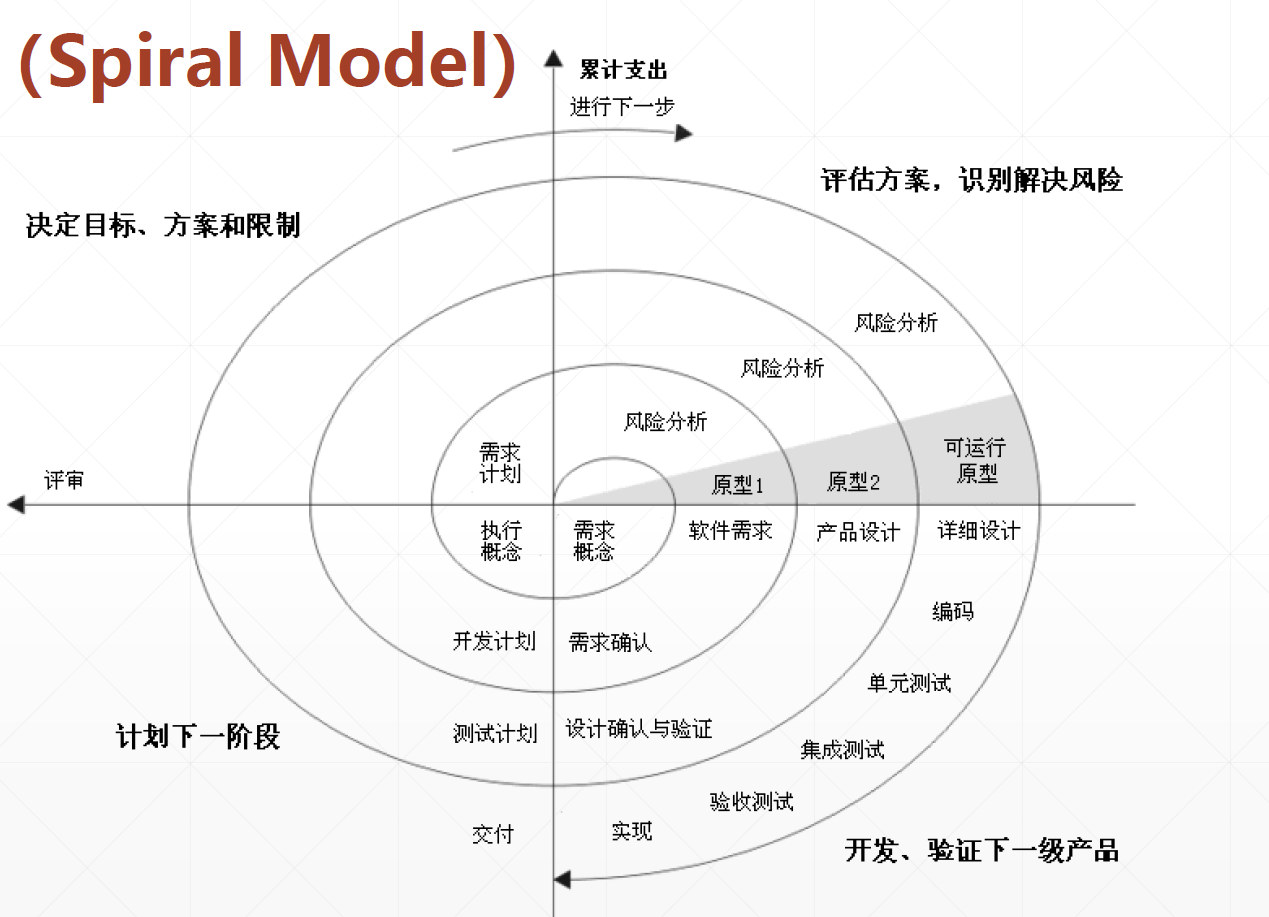 (Spiral Model)
累计支出
进行下一步
评估方案，识别解决风险
决定目标、方案和限制
风险分析
风险分析
风险分析
需求
计划
可运行
原型
评审
原型1
原型2
执行
概念
需求
概念
软件需求
产品设计
详细设计
编码
开发计划
需求确认
单元测试
计划下一阶段
测试计划
设计确认与验证
集成测试
验收测试
交付
实现
开发、验证下一级产品